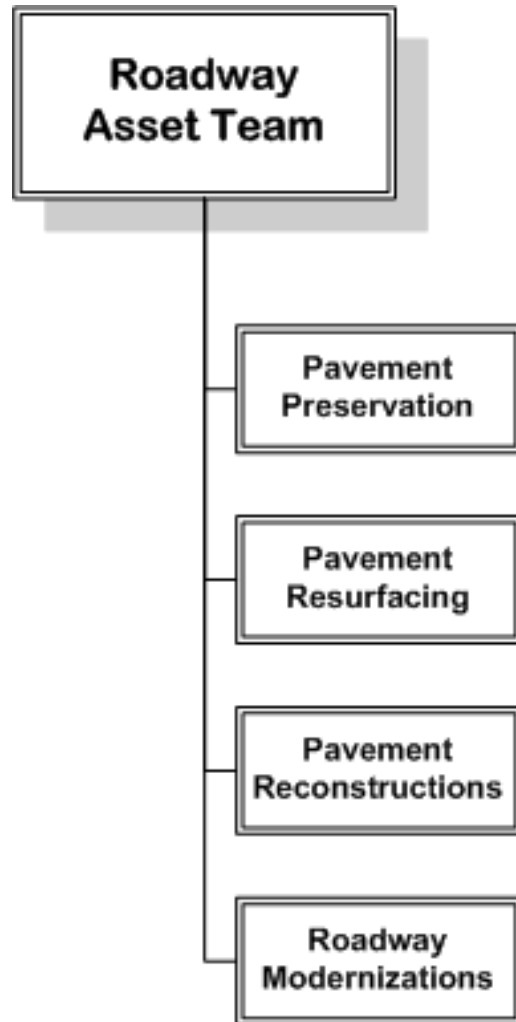 Roadway
Asset Team
Pavement
Preservation
Pavement
Resurfacing
Pavement
Reconstructions
Roadway
Modernizations